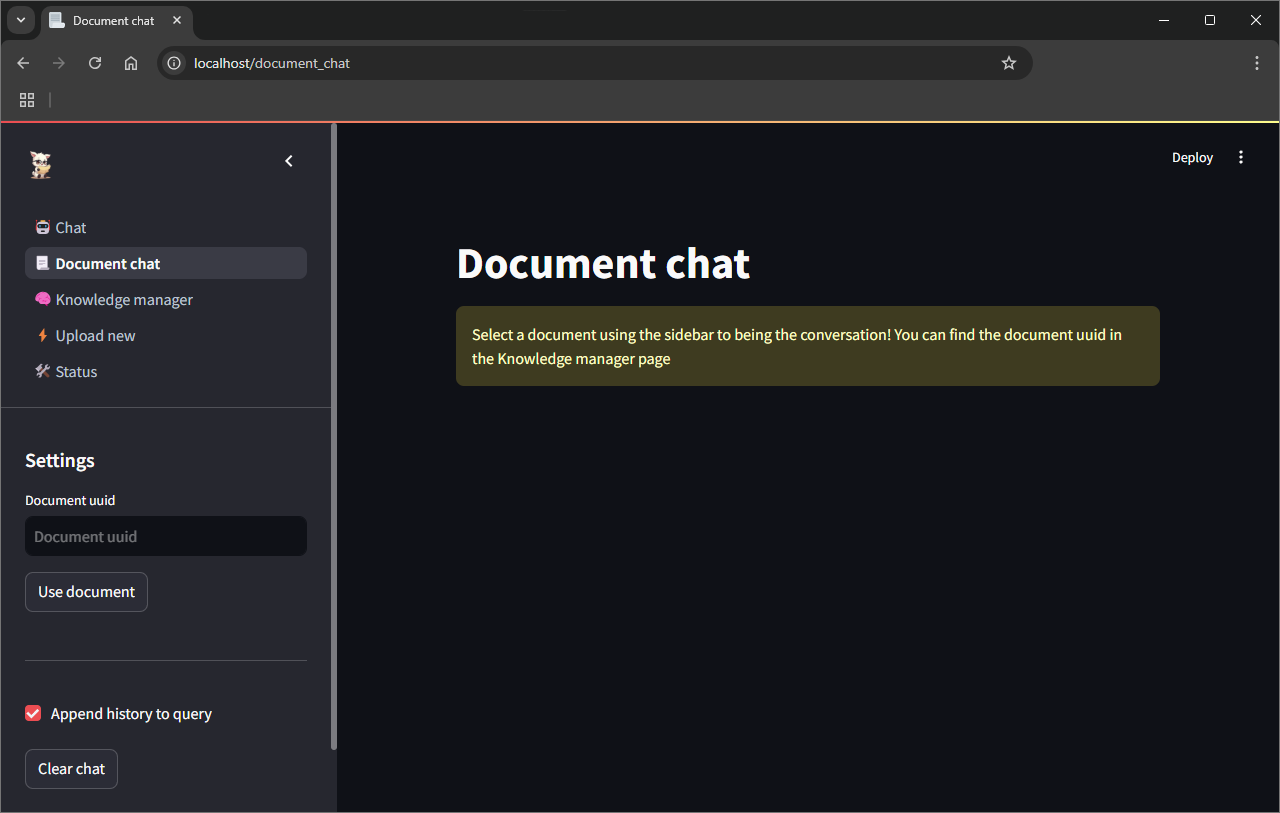 Document chat
localhost/document_chat
Deploy
Chat
Document chat
Knowledge manager
Upload new
Status
Settings
Document uuid
Document uuid
Use document
Append history to query
Clear chat
Document chat
Select a document using the sidebar to being the conversation! You can find the document uuid in
the Knowledge manager page